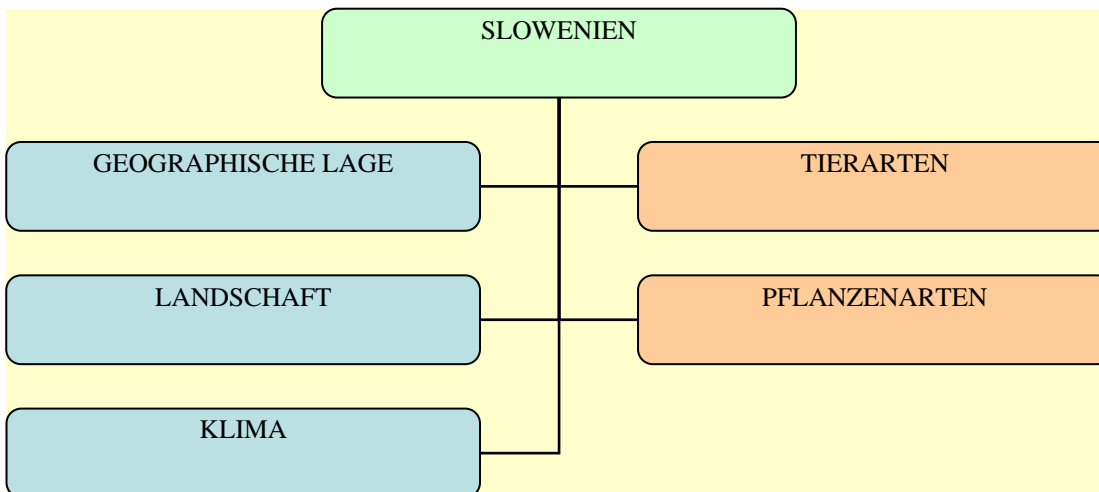 SLOWENIEN
GEOGRAPHISCHE LAGE
TIERARTEN
LANDSCHAFT
PFLANZENARTEN
KLIMA